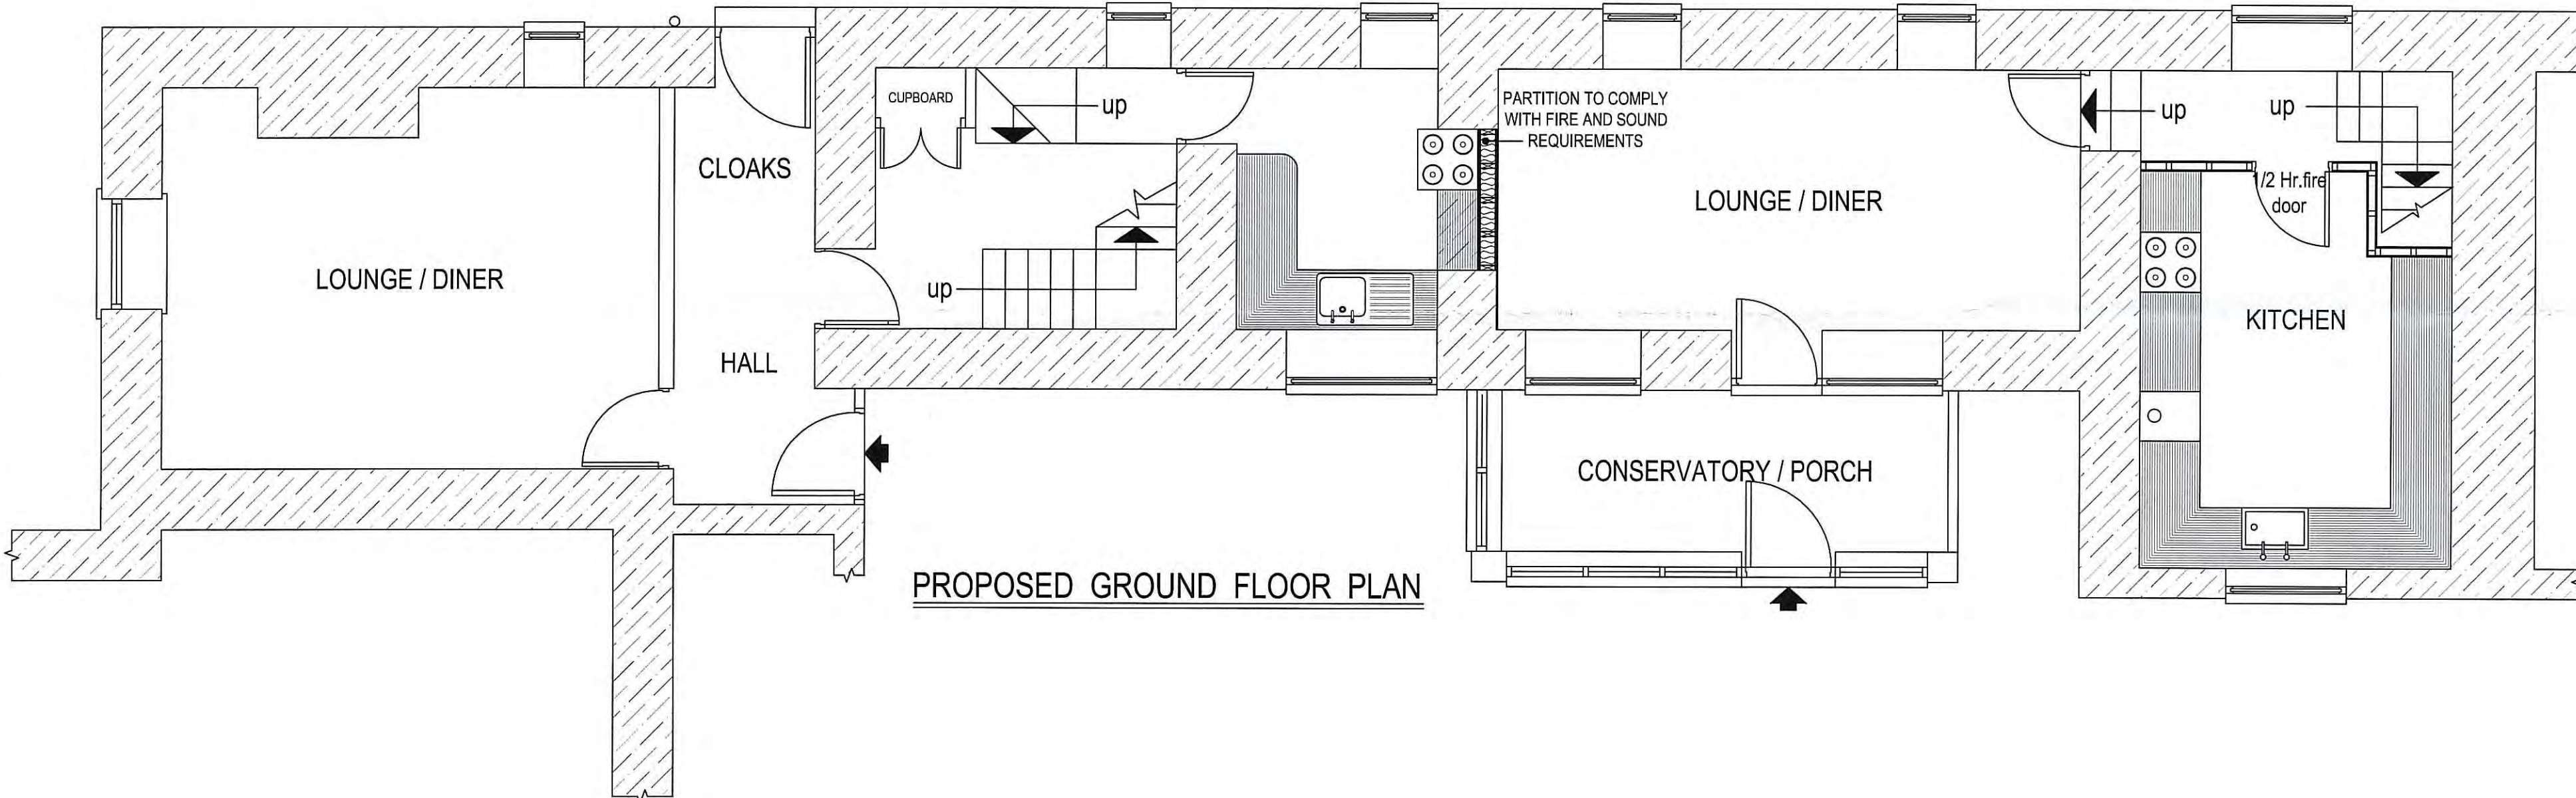 CUPBOARD
up
PARTITION TO COMPLY
WITH FIRE AND SOUND
REQUIREMENTS
up
up
CLOAKS
LOUNGE / DINER
1/2 Hr.fire
door
LOUNGE / DINER
up
KITCHEN
HALL
CONSERVATORY / PORCH
PROPOSED GROUND FLOOR PLAN